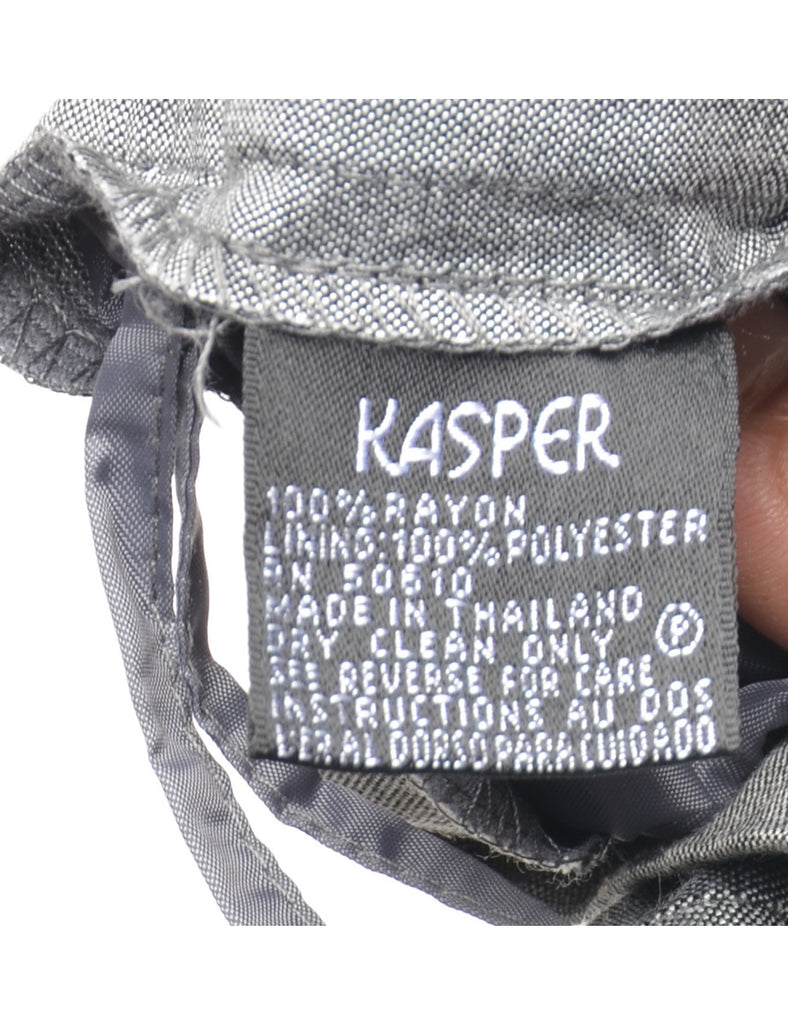 KASPER
100% RAYON
LINING:100% POLYESTER
RN 50610
MADE IN THAILAND
DRY CLEAN ONLY Ⓟ
SEE REVERSE FOR CARE
INSTRUCTIONS AU DOS
VER AL DORSO PARA CUIDADO